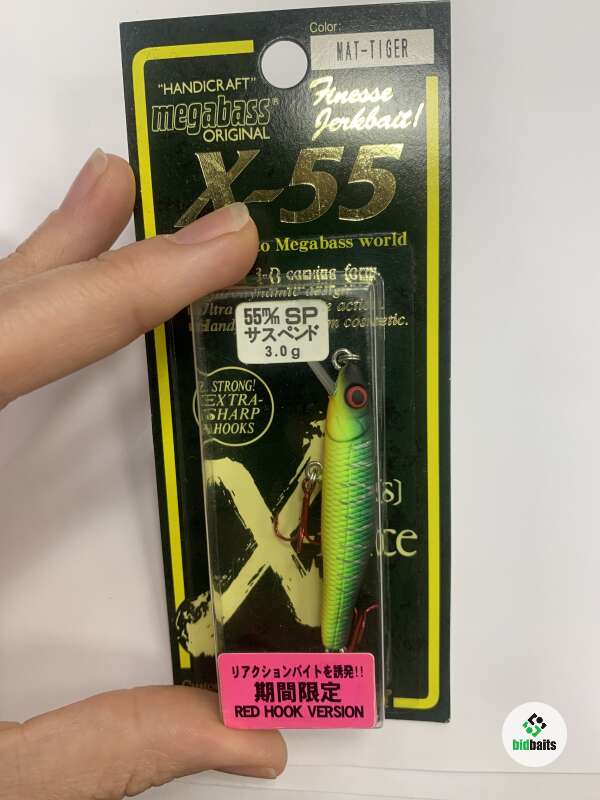 Color:
MAT-TIGER
"HANDICRAFT"
megabass®
ORIGINAL
Finesse
Jerkbait!
X-55
to Megabass world
55m/m SP
サスペンド
3.0g
STRONG!
EXTRA-
SHARP
HOOKS
リアクションバイトを誘発!!
期間限定
RED HOOK VERSION
bidbaits